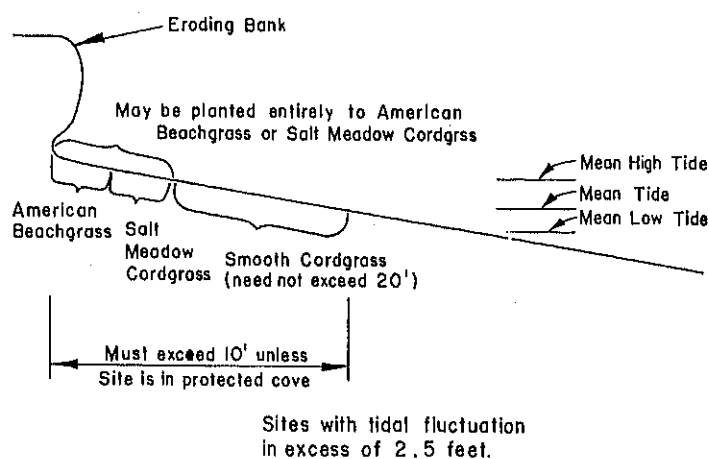 Eroding Bank
May be planted entirely to American
Beachgrass or Salt Meadow Cordgrss
Mean High Tide
Mean Tide
Mean Low Tide
American
Beachgrass
Salt
Meadow
Cordgrass
Smooth Cordgrass
(need not exceed 20')
Must exceed 10' unless
Site is in protected cove
Sites with tidal fluctuation
in excess of 2.5 feet.